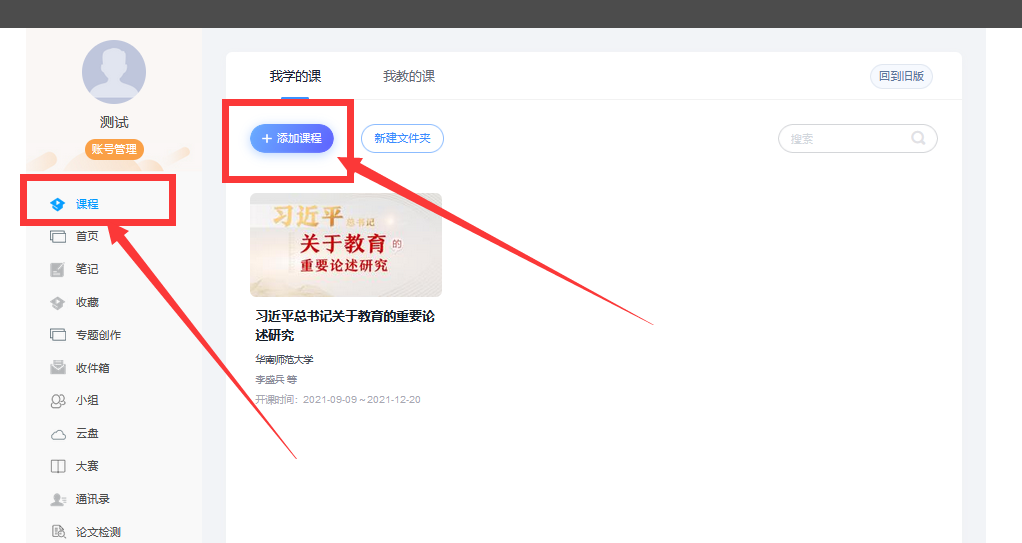 测试
账号管理
课程
首页
笔记
收藏
专题创作
收件箱
小组
云盘
大赛
通讯录
论文检测
我学的课
我教的课
回到旧版
+ 添加课程
新建文件夹
搜索
习近平总书记
关于教育的
重要论述研究
习近平总书记关于教育的重要论
述研究
华南师范大学
李盛兵 等
开课时间：2021-09-09～2021-12-20